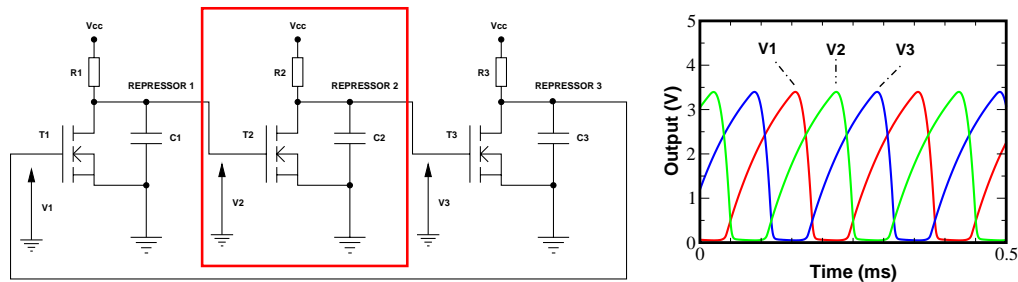 Vcc Vcc Vcc
R1 R2 R3
REPRESSOR 1 REPRESSOR 2 REPRESSOR 3
T1 C1 T2 C2 T3 C3
V1 V2 V3
5
4
3
2
1
0
Output (V)
V1 V2 V3
0 0.5
Time (ms)